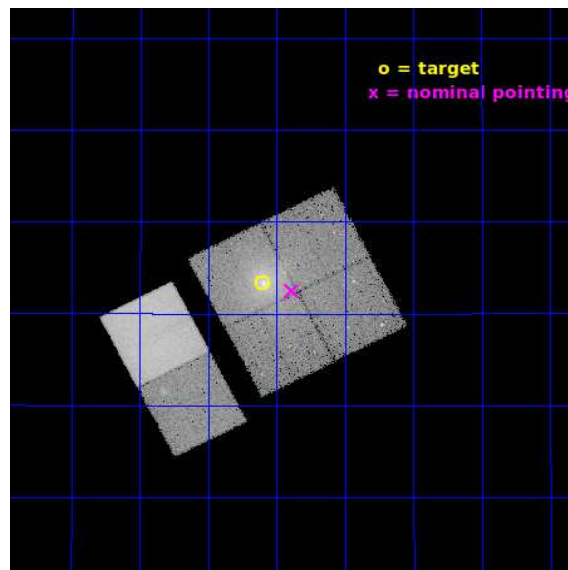 o = target
x = nominal pointing